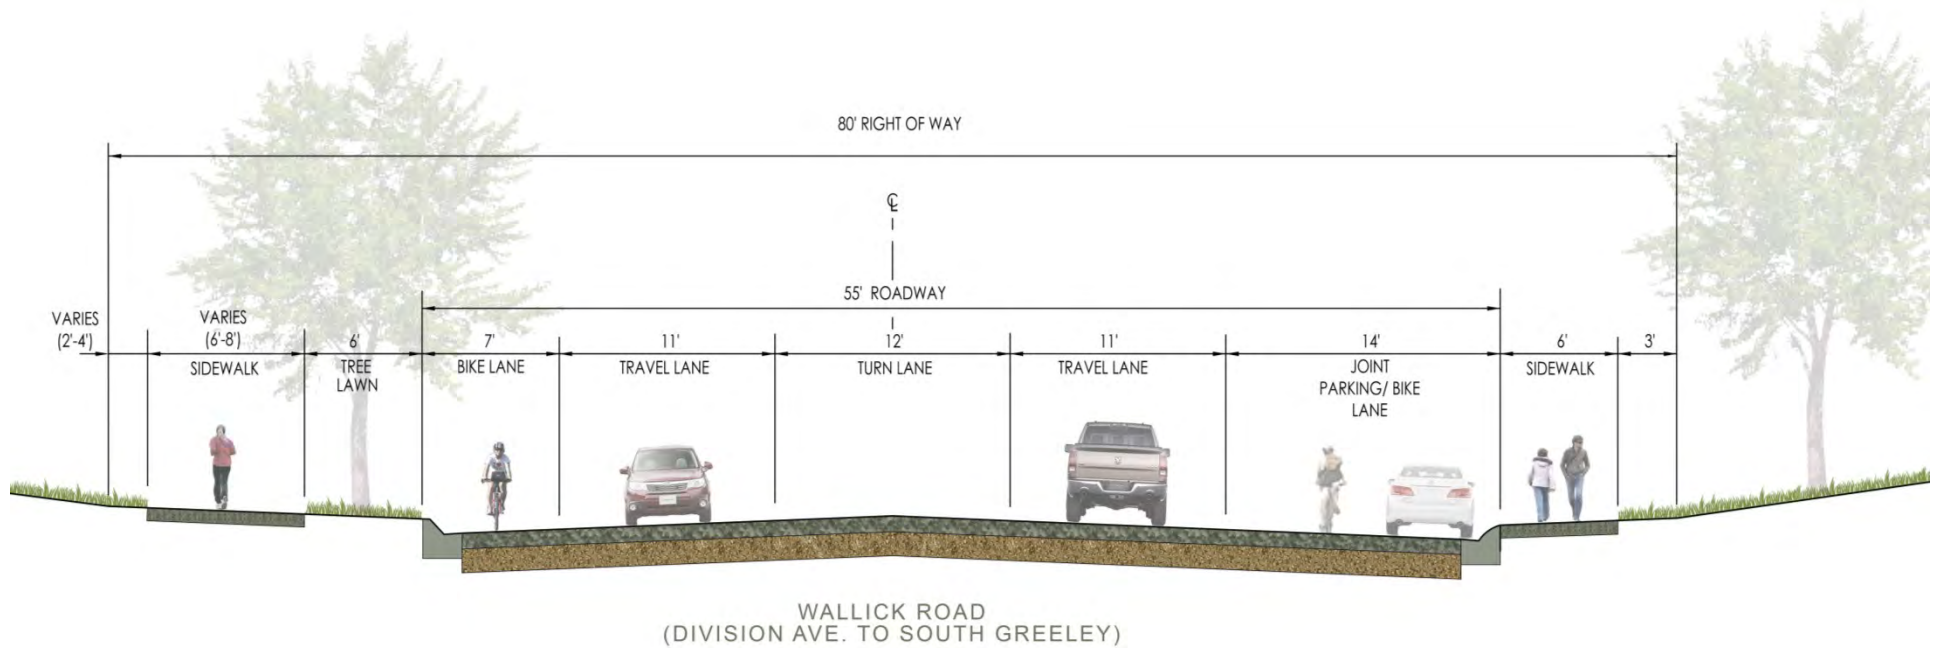 80' RIGHT OF WAY
℄
55' ROADWAY
VARIES
(2'-4')
VARIES
(6'-8')
SIDEWALK
6'
TREE
LAWN
7'
BIKE LANE
11'
TRAVEL LANE
12'
TURN LANE
11'
TRAVEL LANE
14'
JOINT
PARKING/ BIKE
LANE
6'
SIDEWALK
3'
WALLICK ROAD
(DIVISION AVE. TO SOUTH GREELEY)